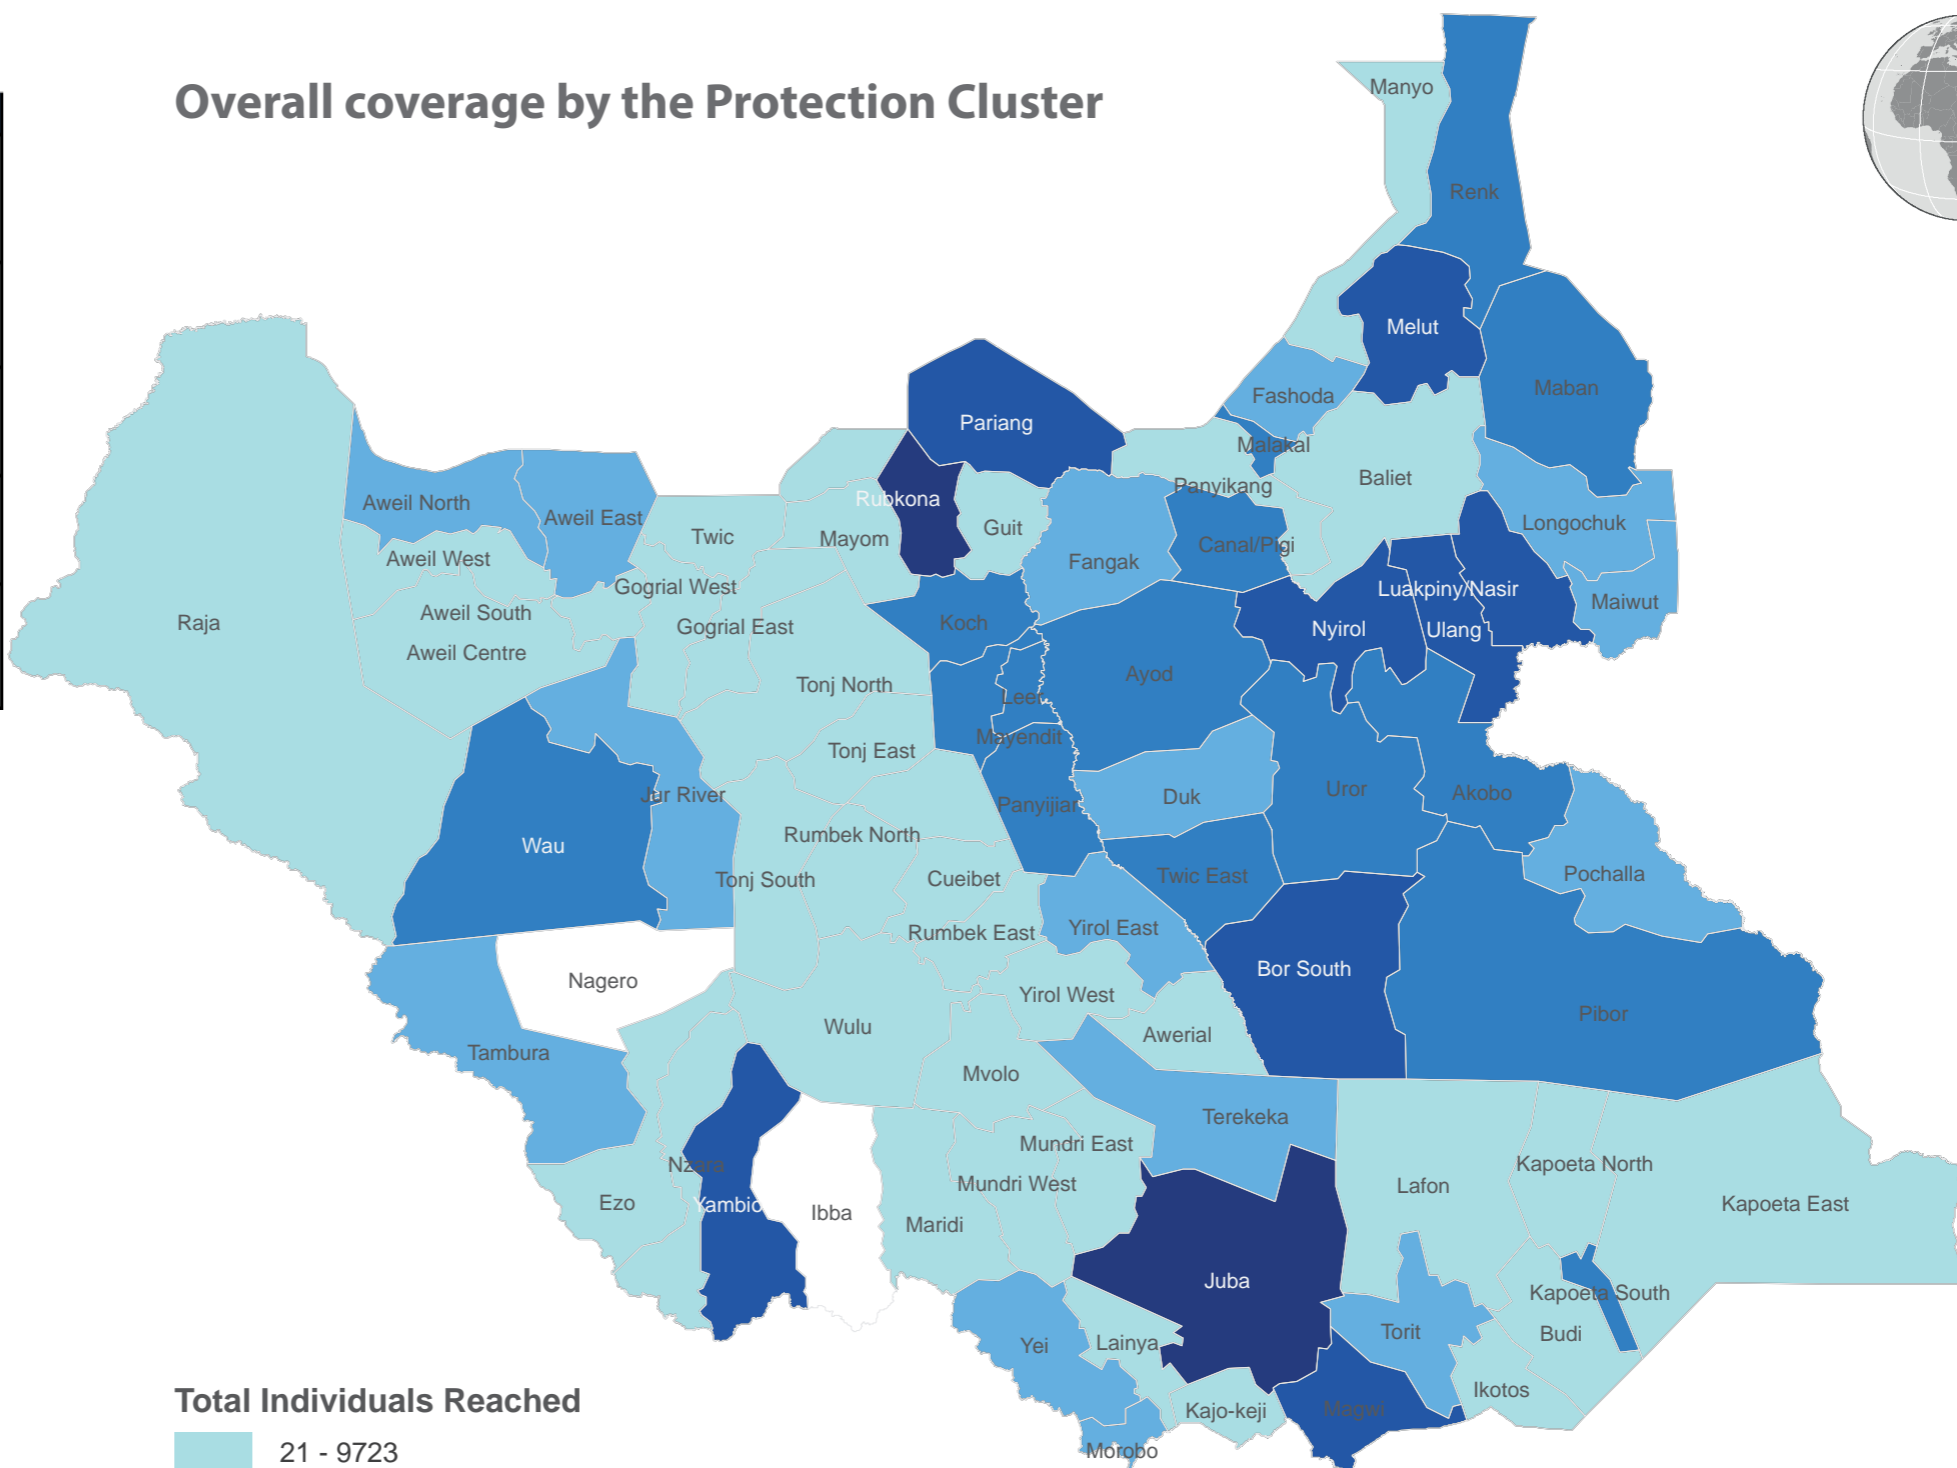 Overall coverage by the Protection Cluster
Manyo
Renk
Melut
Maban
Fashoda
Pariang
Malakal
Baliet
Panyikang
Rubkona
Guit
Aweil North
Aweil East
Twic
Mayom
Longochuk
Canal/Pigi
Fangak
Aweil West
Gogrial West
Luakpiny/Nasir
Maiwut
Aweil South
Raja
Koch
Gogrial East
Nyirol
Ulang
Aweil Centre
Ayod
Tonj North
Leer
Mayendit
Tonj East
Jur River
Duk
Uror
Akobo
Panyijiar
Rumbek North
Wau
Twic East
Pochalla
Tonj South
Cueibet
Rumbek East
Yirol East
Bor South
Nagero
Yirol West
Pibor
Wulu
Awerial
Tambura
Mvolo
Terekeka
Mundri East
Nzara
Kapoeta North
Mundri West
Lafon
Ezo
Yambio
Ibba
Maridi
Kapoeta East
Juba
Kapoeta South
Torit
Budi
Yei
Lainya
Ikotos
Kajo-keji
Magwi
Morobo
Total Individuals Reached
21 - 9723